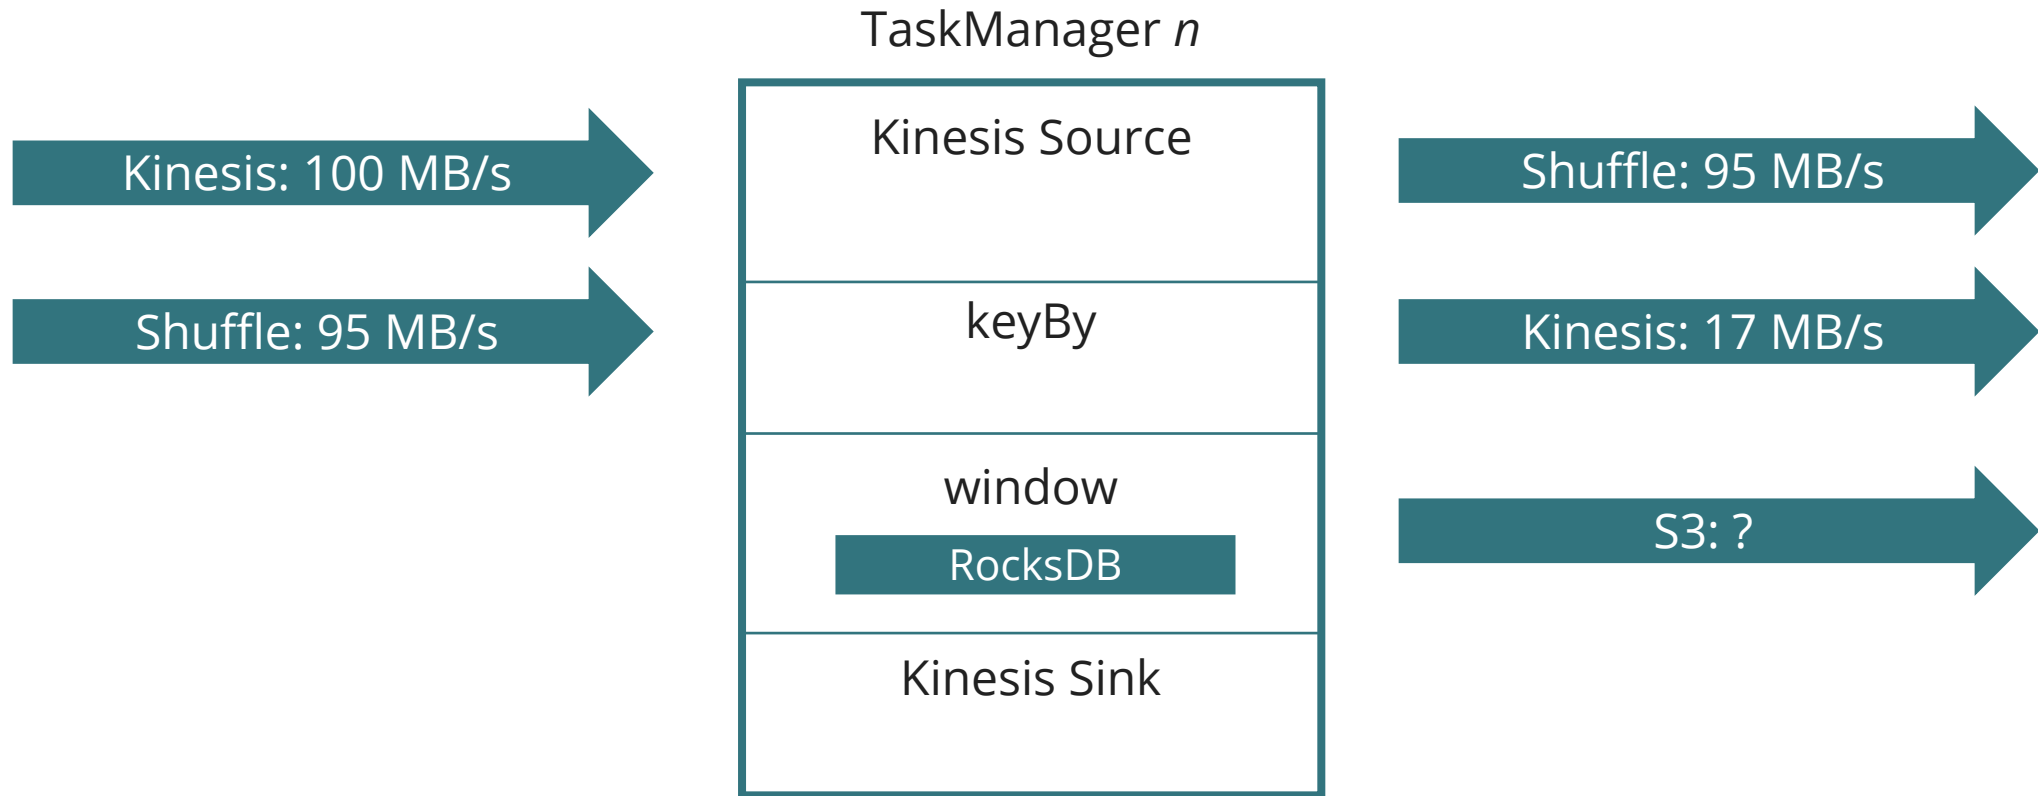 TaskManager n
Kinesis: 100 MB/s
Shuffle: 95 MB/s
Kinesis Source
keyBy
window
RocksDB
Kinesis Sink
Shuffle: 95 MB/s
Kinesis: 17 MB/s
S3: ?